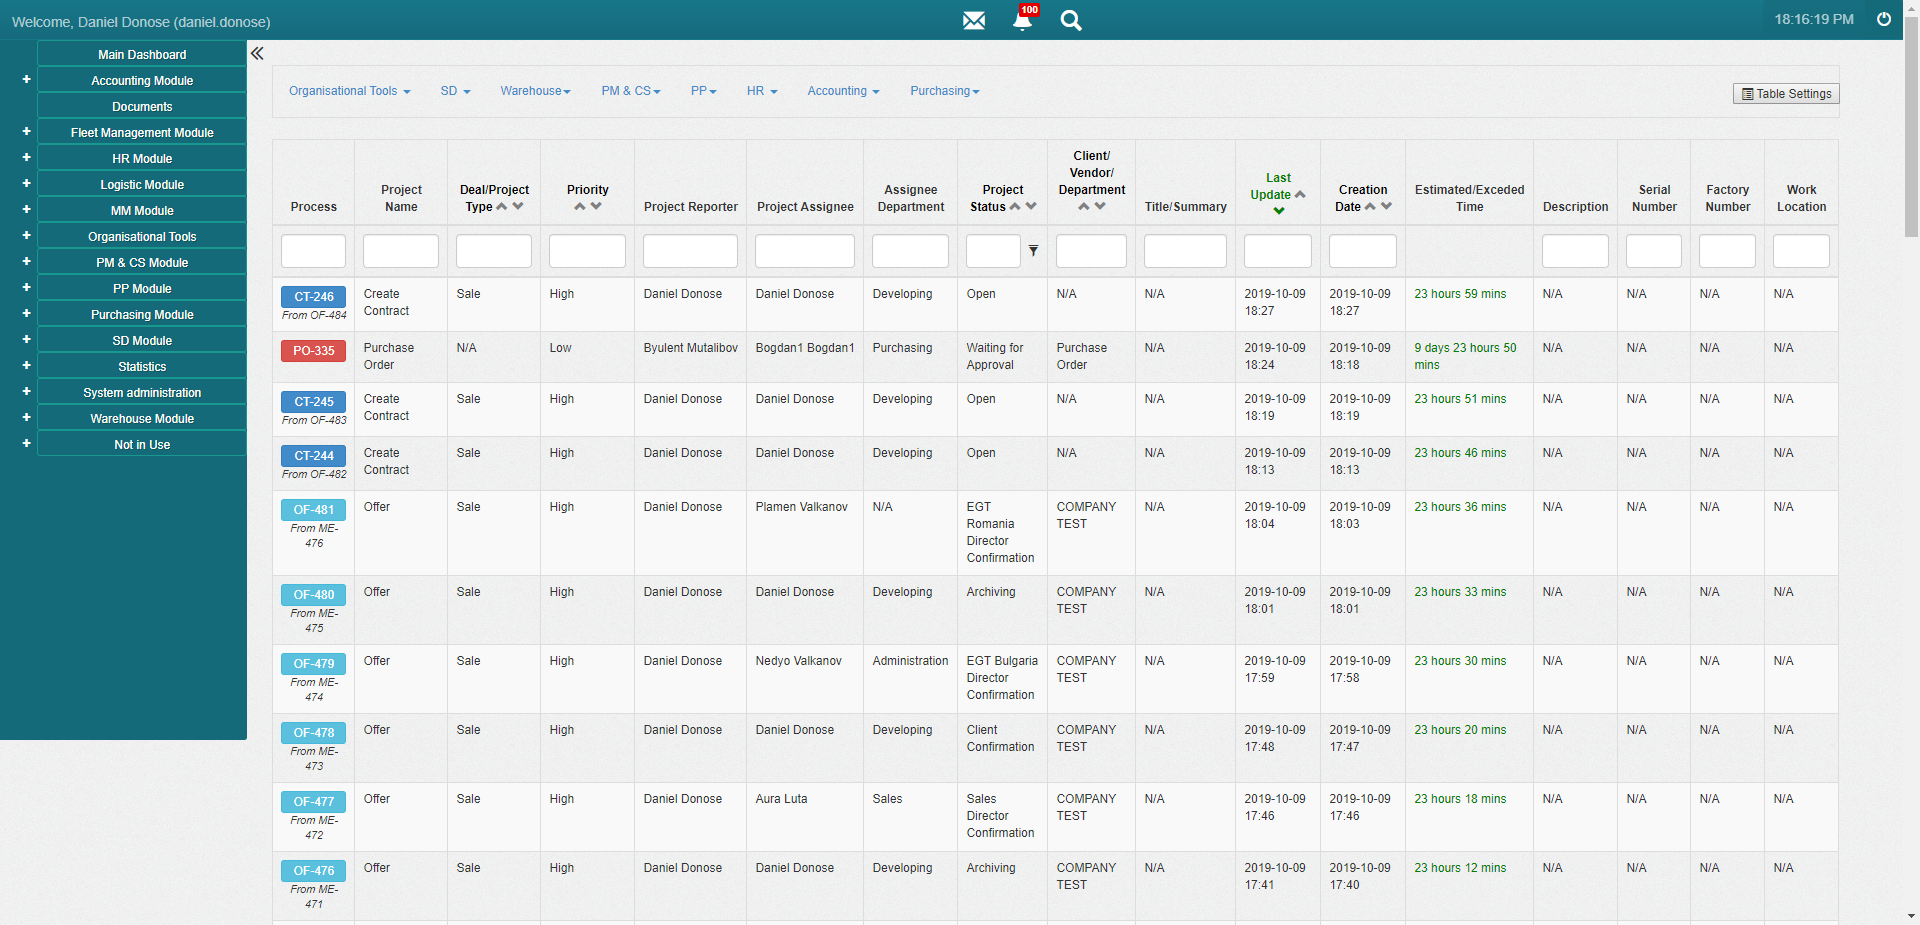 Welcome, Daniel Donose (daniel.donose)
100
18:16:19 PM
Main Dashboard
Accounting Module
Documents
Fleet Management Module
HR Module
Logistic Module
MM Module
Organisational Tools
PM & CS Module
PP Module
Purchasing Module
SD Module
Statistics
System administration
Warehouse Module
Not in Use
Organisational Tools SD Warehouse PM & CS PP HR Accounting Purchasing
Table Settings
Process
Project
Name
Deal/Project
Type
Priority
Project Reporter
Project Assignee
Assignee
Department
Project
Status
Client/
Vendor/
Department
Title/Summary
Last
Update
Creation
Date
Estimated/Exceded
Time
Description
Serial
Number
Factory
Number
Work
Location
CT-246
From OF-484
Create
Contract
Sale
High
Daniel Donose
Daniel Donose
Developing
Open
N/A
N/A
2019-10-09
18:27
2019-10-09
18:27
23 hours 59 mins
N/A
N/A
N/A
N/A
PO-335
Purchase
Order
N/A
Low
Byulent Mutalibov
Bogdan1 Bogdan1
Purchasing
Waiting for
Approval
Purchase
Order
N/A
2019-10-09
18:24
2019-10-09
18:18
9 days 23 hours 50
mins
N/A
N/A
N/A
N/A
CT-245
From OF-483
Create
Contract
Sale
High
Daniel Donose
Daniel Donose
Developing
Open
N/A
N/A
2019-10-09
18:19
2019-10-09
18:19
23 hours 51 mins
N/A
N/A
N/A
N/A
CT-244
From OF-482
Create
Contract
Sale
High
Daniel Donose
Daniel Donose
Developing
Open
N/A
N/A
2019-10-09
18:13
2019-10-09
18:13
23 hours 46 mins
N/A
N/A
N/A
N/A
OF-481
From ME-
476
Offer
Sale
High
Daniel Donose
Plamen Valkanov
N/A
EGT
Romania
Director
Confirmation
COMPANY
TEST
N/A
2019-10-09
18:04
2019-10-09
18:03
23 hours 36 mins
N/A
N/A
N/A
N/A
OF-480
From ME-
475
Offer
Sale
High
Daniel Donose
Daniel Donose
Developing
Archiving
COMPANY
TEST
N/A
2019-10-09
18:01
2019-10-09
18:01
23 hours 33 mins
N/A
N/A
N/A
N/A
OF-479
From ME-
474
Offer
Sale
High
Daniel Donose
Nedyo Valkanov
Administration
EGT Bulgaria
Director
Confirmation
COMPANY
TEST
N/A
2019-10-09
17:59
2019-10-09
17:58
23 hours 30 mins
N/A
N/A
N/A
N/A
OF-478
From ME-
473
Offer
Sale
High
Daniel Donose
Daniel Donose
Developing
Client
Confirmation
COMPANY
TEST
N/A
2019-10-09
17:48
2019-10-09
17:47
23 hours 20 mins
N/A
N/A
N/A
N/A
OF-477
From ME-
472
Offer
Sale
High
Daniel Donose
Aura Luta
Sales
Sales
Director
Confirmation
COMPANY
TEST
N/A
2019-10-09
17:46
2019-10-09
17:46
23 hours 18 mins
N/A
N/A
N/A
N/A
OF-476
From ME-
471
Offer
Sale
High
Daniel Donose
Daniel Donose
Developing
Archiving
COMPANY
TEST
N/A
2019-10-09
17:41
2019-10-09
17:40
23 hours 12 mins
N/A
N/A
N/A
N/A